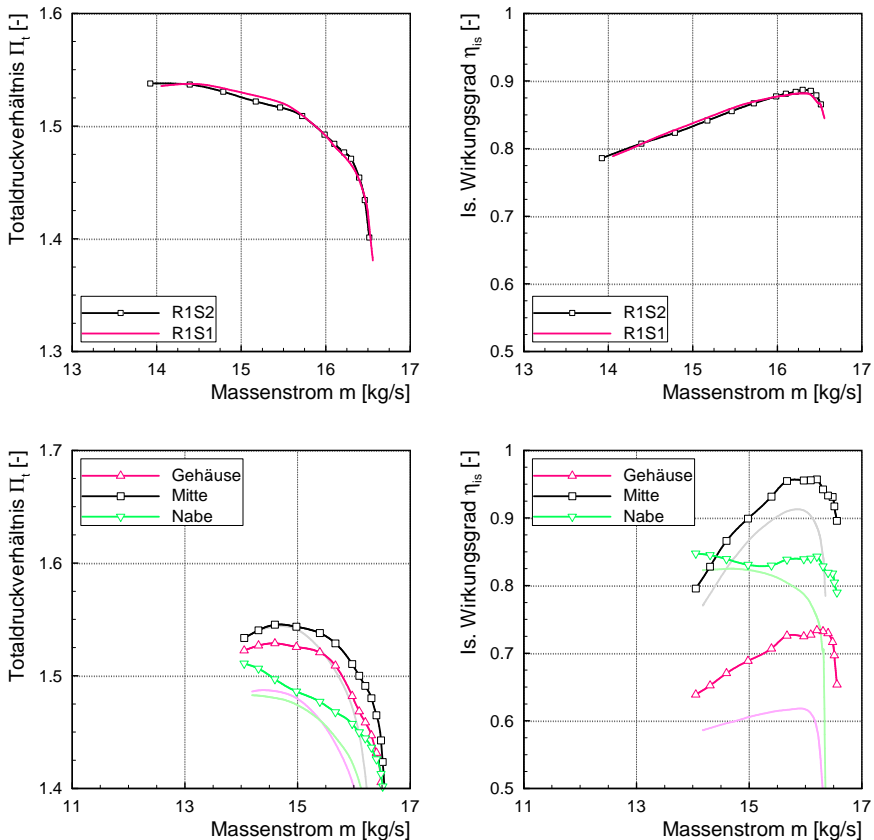 Totaldruckverhältnis Π_t [-]
1.6
1.5
1.4
1.3
R1S2
R1S1
13 14 15 16 17
Massenstrom m [kg/s]
Is. Wirkungsgrad η_is [-]
1
0.9
0.8
0.7
0.6
0.5
R1S2
R1S1
13 14 15 16 17
Massenstrom m [kg/s]
Totaldruckverhältnis Π_t [-]
1.7
1.6
1.5
1.4
Gehäuse
Mitte
Nabe
11 13 15 17
Massenstrom m [kg/s]
Is. Wirkungsgrad η_is [-]
1
0.9
0.8
0.7
0.6
0.5
Gehäuse
Mitte
Nabe
11 13 15 17
Massenstrom m [kg/s]